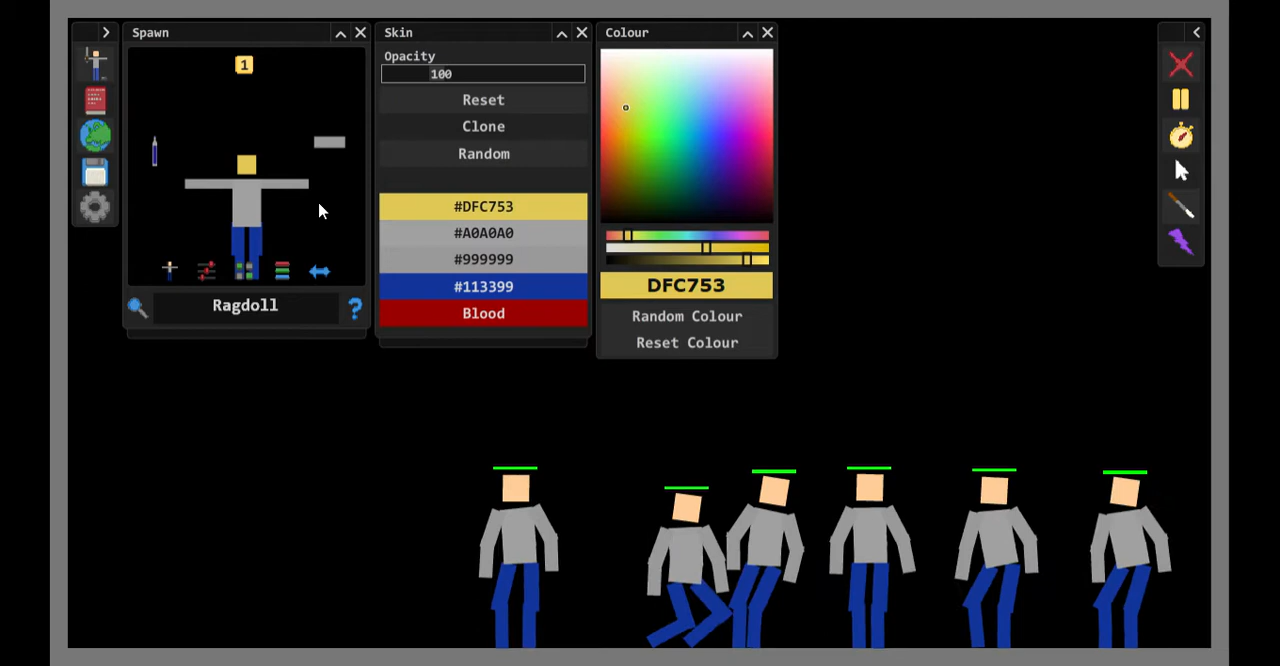 Spawn
1
Ragdoll
?
Skin
Opacity
100
Reset
Clone
Random
#DFC753
#A0A0A0
#999999
#113399
Blood
Colour
DFC753
Random Colour
Reset Colour